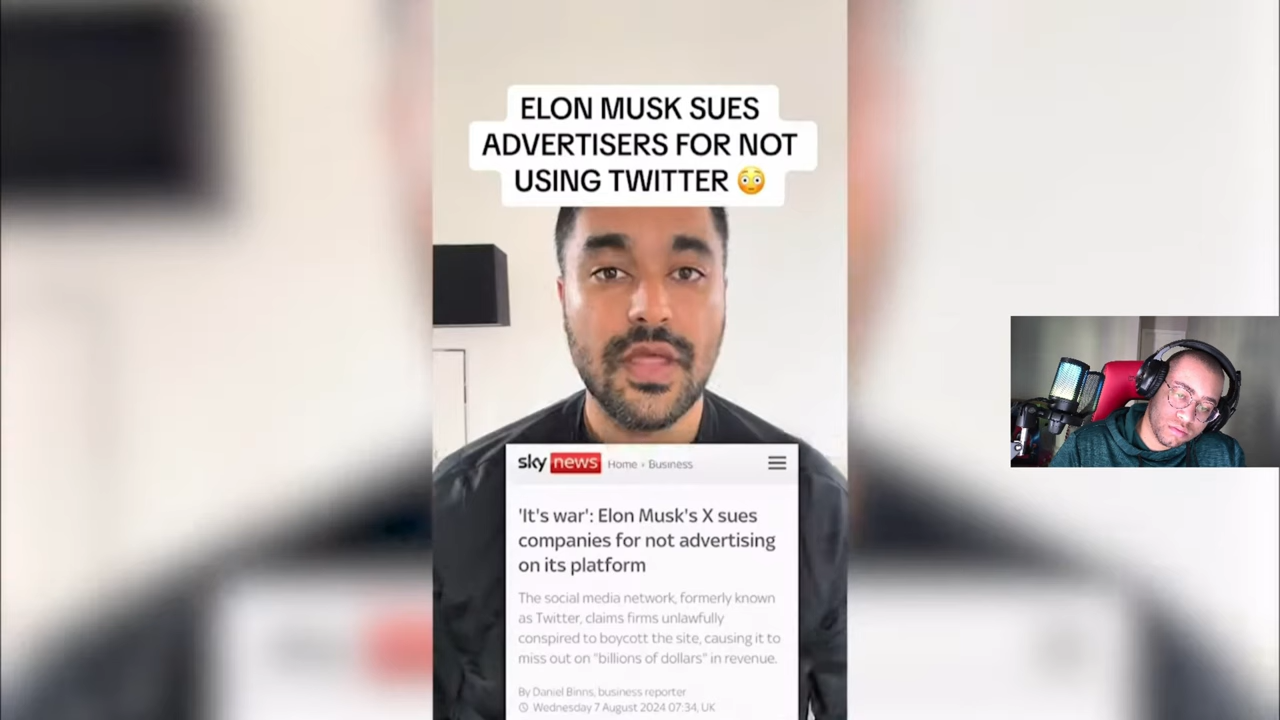 ELON MUSK SUES
ADVERTISERS FOR NOT
USING TWITTER 😳
sky news Home › Business
'It's war': Elon Musk's X sues
companies for not advertising
on its platform
The social media network, formerly known
as Twitter, claims firms unlawfully
conspired to boycott the site, causing it to
miss out on "billions of dollars" in revenue.
By Daniel Binns, business reporter
Wednesday 7 August 2024 07:34, UK